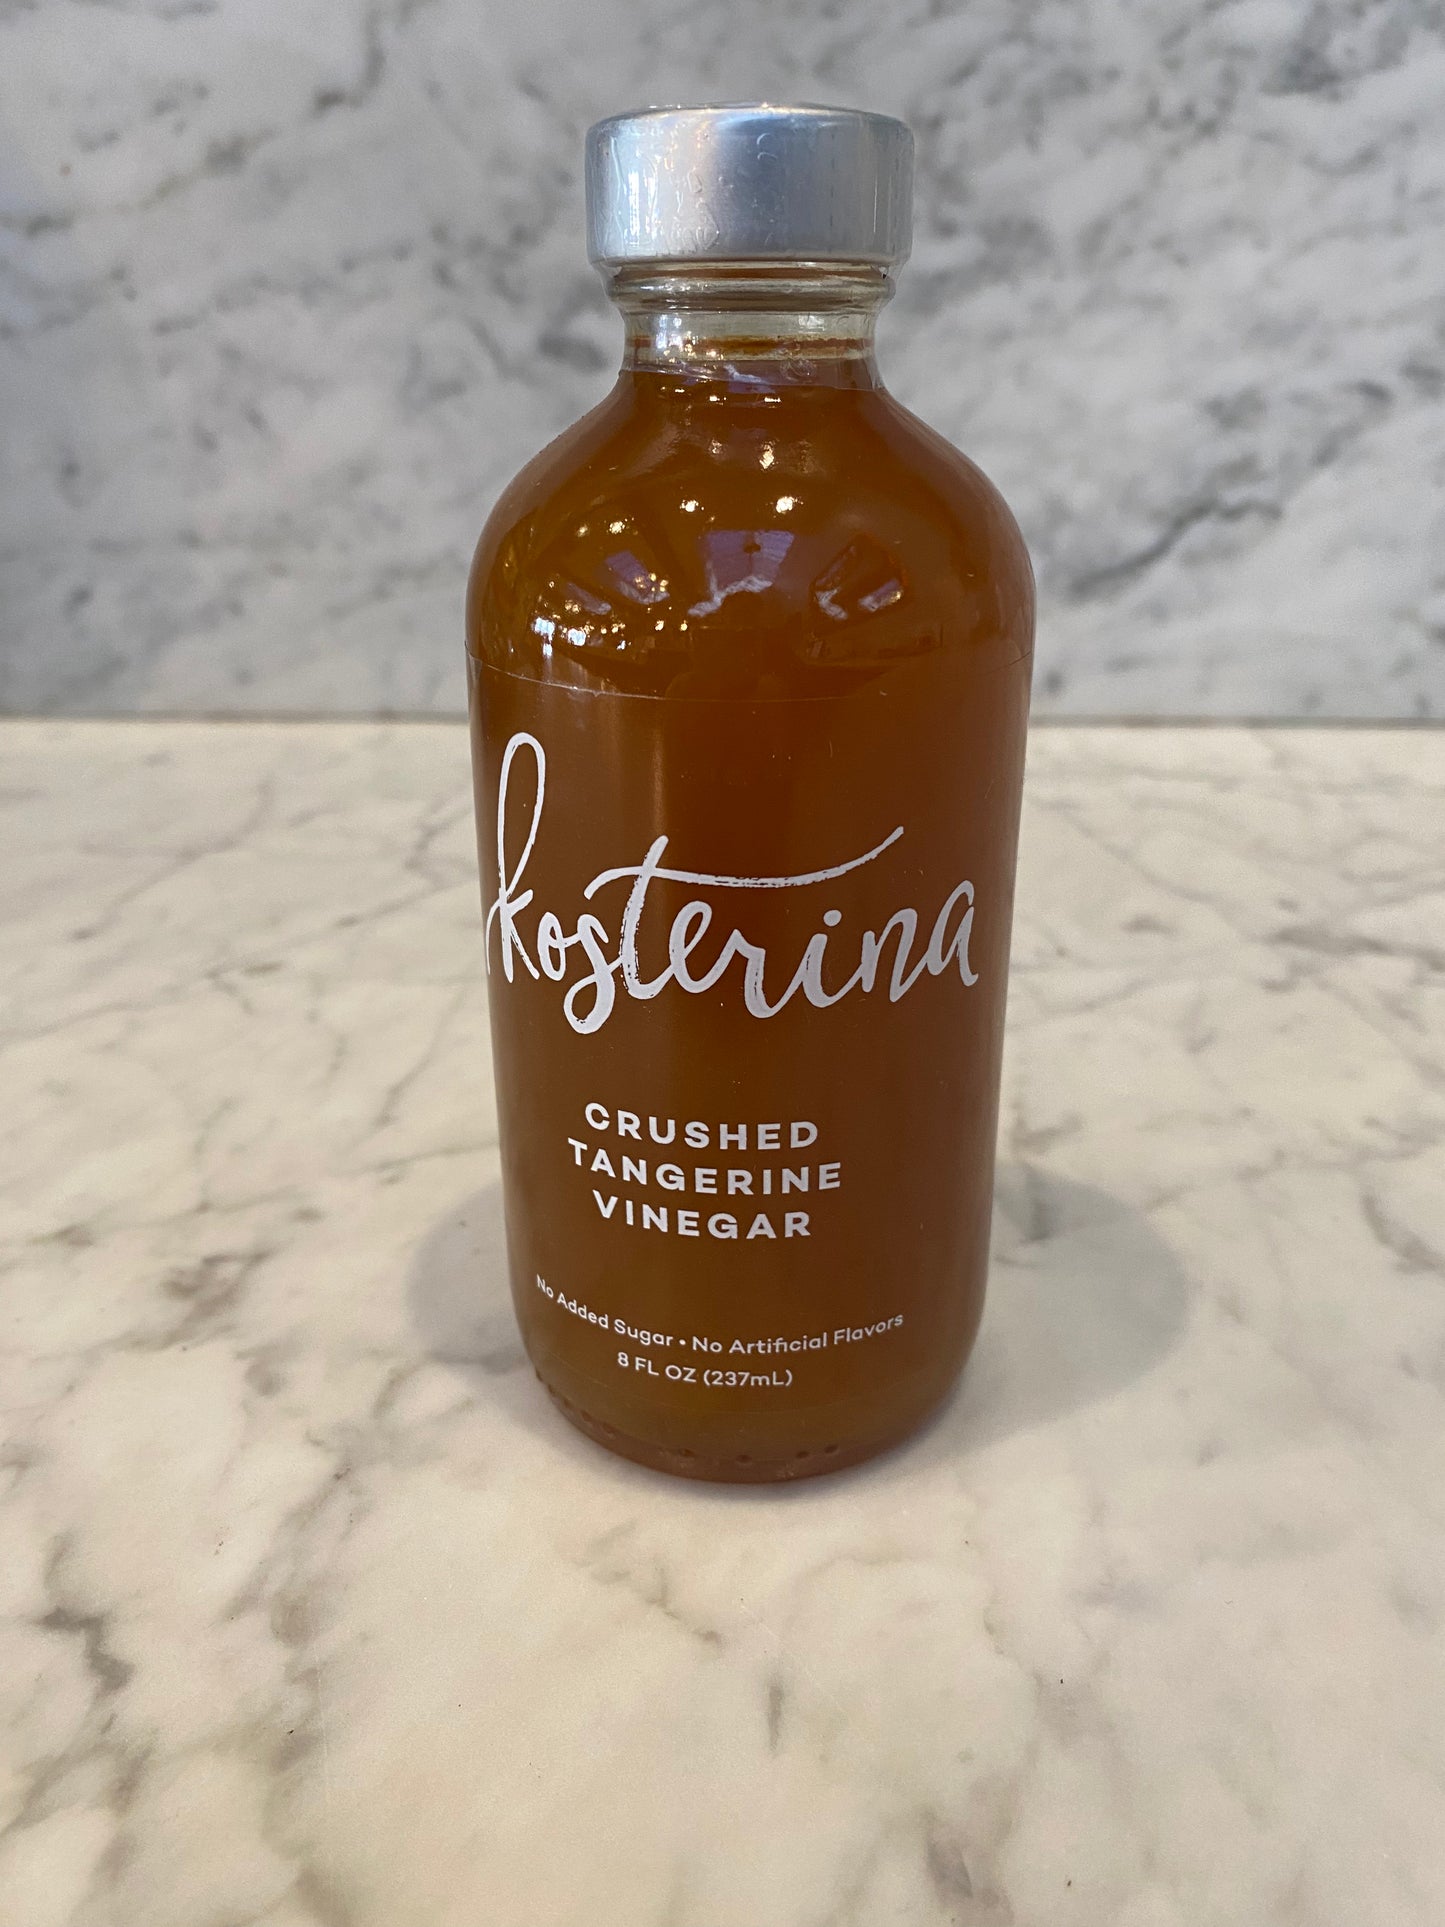 kosterina
CRUSHED
TANGERINE
VINEGAR
No Added Sugar • No Artificial Flavors
8 FL OZ (237mL)